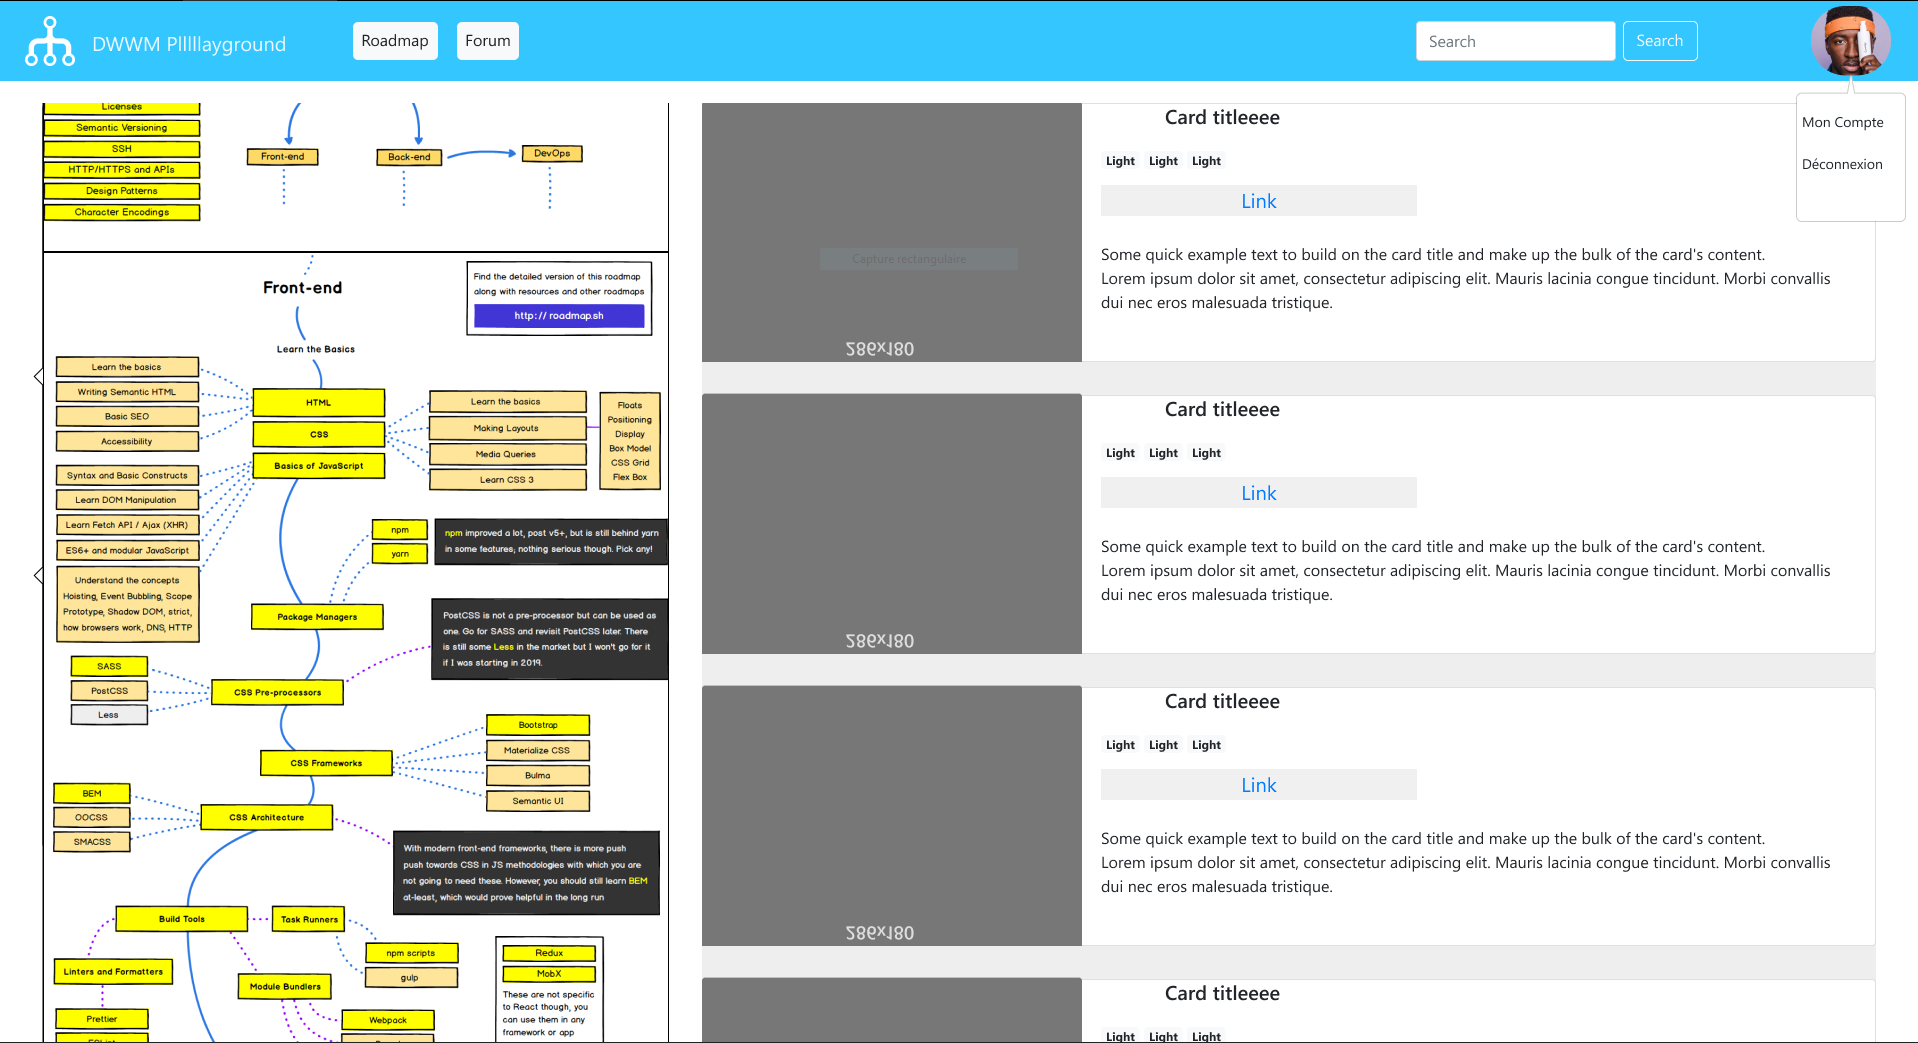 DWWM Plllllayground
Roadmap
Forum
Search
Search
Mon Compte
Déconnexion
Licenses
Semantic Versioning
SSH
HTTP/HTTPS and APIs
Design Patterns
Character Encodings
Front-end
Back-end
DevOps
Front-end
Find the detailed version of this roadmap
along with resources and other roadmaps
http:// roadmap.sh
Learn the Basics
Learn the basics
Writing Semantic HTML
Basic SEO
Accessibility
HTML
CSS
Basics of JavaScript
Learn the basics
Making Layouts
Media Queries
Learn CSS 3
Floats
Positioning
Display
Box Model
CSS Grid
Flex Box
Syntax and Basic Constructs
Learn DOM Manipulation
Learn Fetch API / Ajax (XHR)
ES6+ and modular JavaScript
Understand the concepts
Hoisting, Event Bubbling, Scope
Prototype, Shadow DOM, strict,
how browsers work, DNS, HTTP
npm
yarn
npm improved a lot, post v5+, but is still behind yarn
in some features; nothing serious though. Pick any!
Package Managers
PostCSS is not a pre-processor but can be used as
one. Go for SASS and revisit PostCSS later. There
is still some Less in the market but I won't go for it
if I was starting in 2019.
SASS
PostCSS
Less
CSS Pre-processors
Bootstrap
Materialize CSS
Bulma
Semantic UI
CSS Frameworks
BEM
OOCSS
SMACSS
CSS Architecture
With modern front-end frameworks, there is more push
push towards CSS in JS methodologies with which you are
not going to need these. However, you should still learn BEM
at-least, which would prove helpful in the long run
Build Tools
Task Runners
npm scripts
gulp
Linters and Formatters
Module Bundlers
Prettier
ESLint
Webpack
Redux
MobX
These are not specific
to React though, you
can use them in any
framework or app
Capture rectangulaire
286x180
Card titleeee
Light Light Light
Link
Some quick example text to build on the card title and make up the bulk of the card's content.
Lorem ipsum dolor sit amet, consectetur adipiscing elit. Mauris lacinia congue tincidunt. Morbi convallis
dui nec eros malesuada tristique.
286x180
Card titleeee
Light Light Light
Link
Some quick example text to build on the card title and make up the bulk of the card's content.
Lorem ipsum dolor sit amet, consectetur adipiscing elit. Mauris lacinia congue tincidunt. Morbi convallis
dui nec eros malesuada tristique.
286x180
Card titleeee
Light Light Light
Link
Some quick example text to build on the card title and make up the bulk of the card's content.
Lorem ipsum dolor sit amet, consectetur adipiscing elit. Mauris lacinia congue tincidunt. Morbi convallis
dui nec eros malesuada tristique.
Card titleeee
Light Light Light